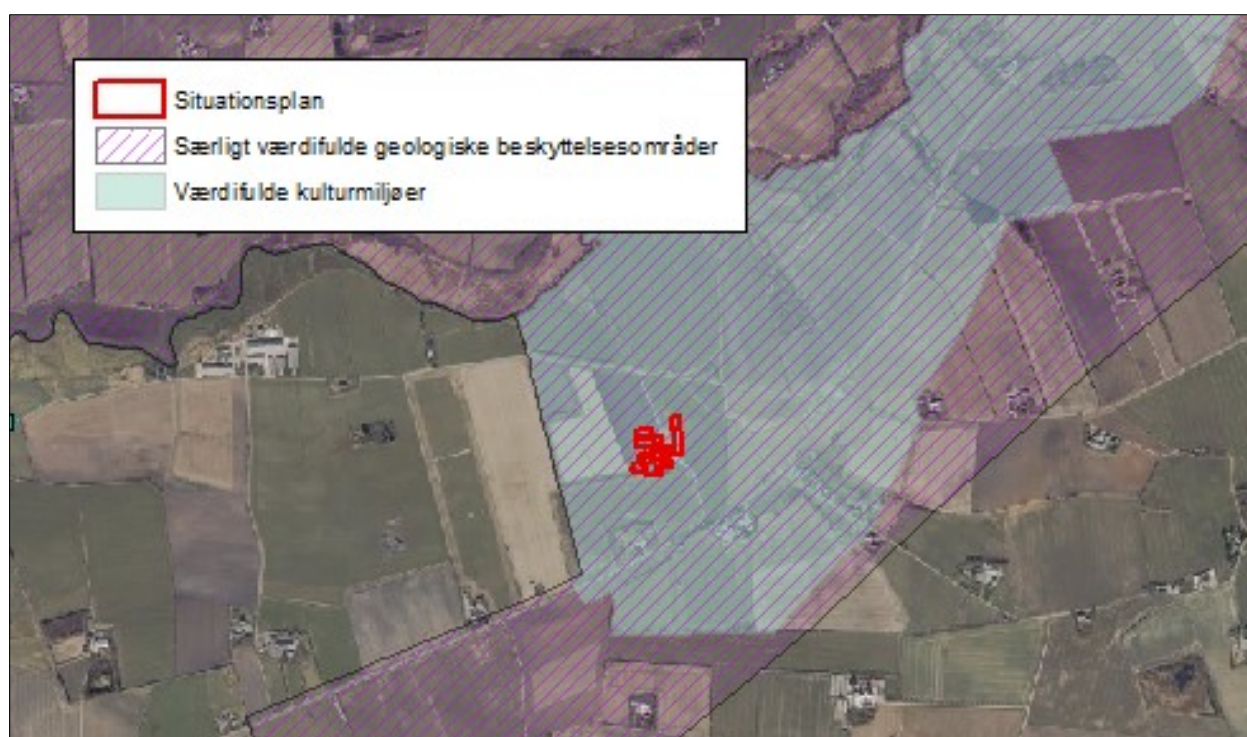 Situationsplan
Særligt værdifulde geologiske beskyttelsesområder
Værdifulde kulturmiljøer